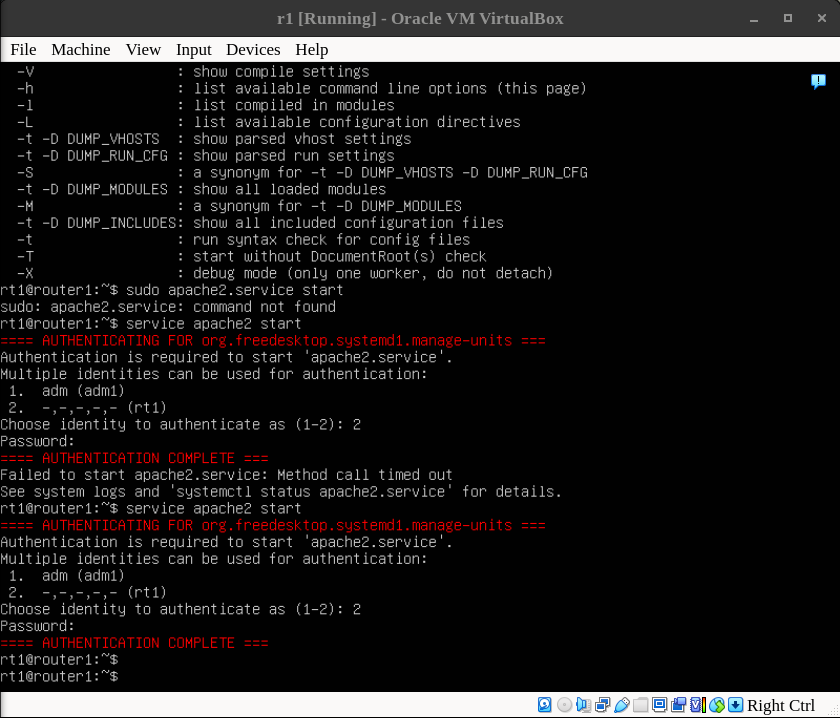 r1 [Running] - Oracle VM VirtualBox
File Machine View Input Devices Help
-V : show compile settings
-h : list available command line options (this page)
-l : list compiled in modules
-L : list available configuration directives
-t -D DUMP_VHOSTS : show parsed vhost settings
-t -D DUMP_RUN_CFG : show parsed run settings
-S : a synonym for -t -D DUMP_VHOSTS -D DUMP_RUN_CFG
-t -D DUMP_MODULES : show all loaded modules
-M : a synonym for -t -D DUMP_MODULES
-t -D DUMP_INCLUDES: show all included configuration files
-t : run syntax check for config files
-T : start without DocumentRoot(s) check
-X : debug mode (only one worker, do not detach)
rt1@router1:~$ sudo apache2.service start
sudo: apache2.service: command not found
rt1@router1:~$ service apache2 start
==== AUTHENTICATING FOR org.freedesktop.systemd1.manage-units ===
Authentication is required to start 'apache2.service'.
Multiple identities can be used for authentication:
1. adm (adm1)
2. -,-,-,-,- (rt1)
Choose identity to authenticate as (1-2): 2
Password:
==== AUTHENTICATION COMPLETE ===
Failed to start apache2.service: Method call timed out
See system logs and 'systemctl status apache2.service' for details.
rt1@router1:~$ service apache2 start
==== AUTHENTICATING FOR org.freedesktop.systemd1.manage-units ===
Authentication is required to start 'apache2.service'.
Multiple identities can be used for authentication:
1. adm (adm1)
2. -,-,-,-,- (rt1)
Choose identity to authenticate as (1-2): 2
Password:
==== AUTHENTICATION COMPLETE ===
rt1@router1:~$
rt1@router1:~$
Right Ctrl